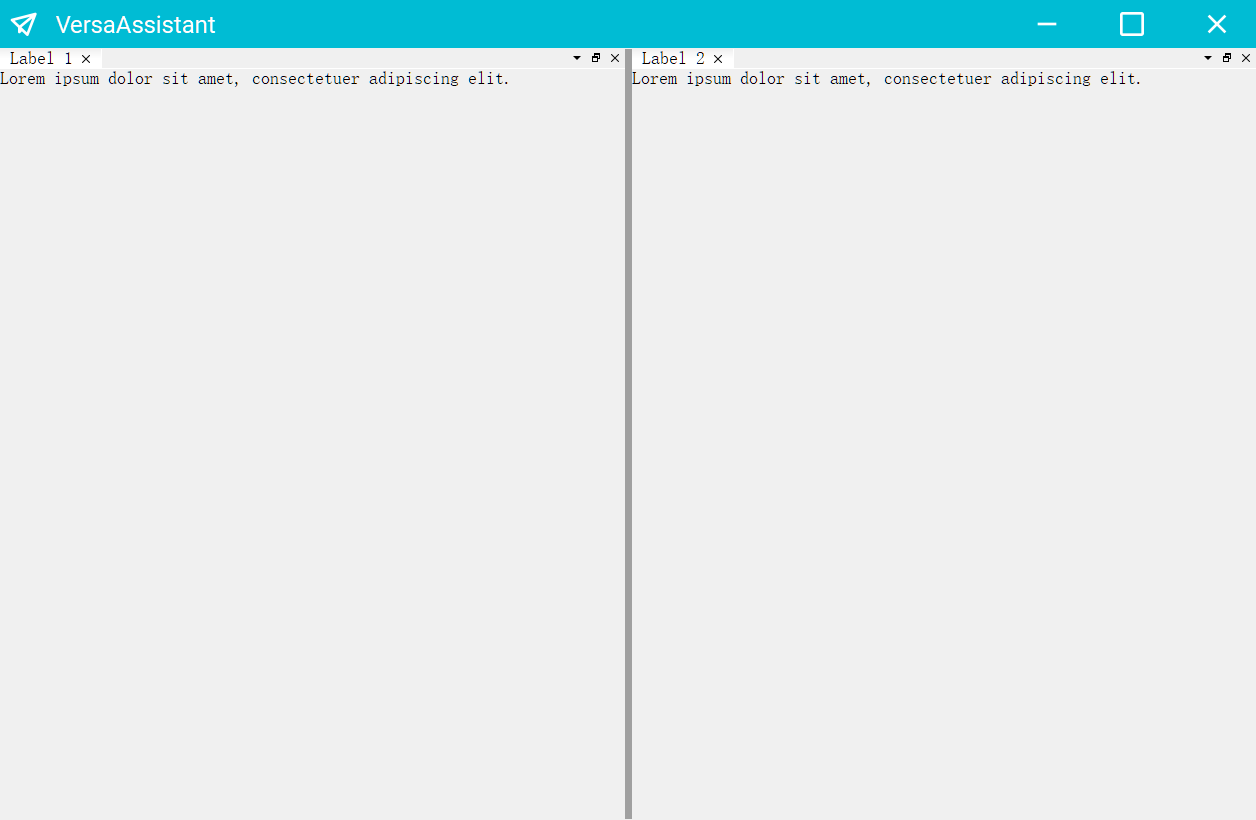 VersaAssistant
Label 1
Lorem ipsum dolor sit amet, consectetuer adipiscing elit.
Label 2
Lorem ipsum dolor sit amet, consectetuer adipiscing elit.